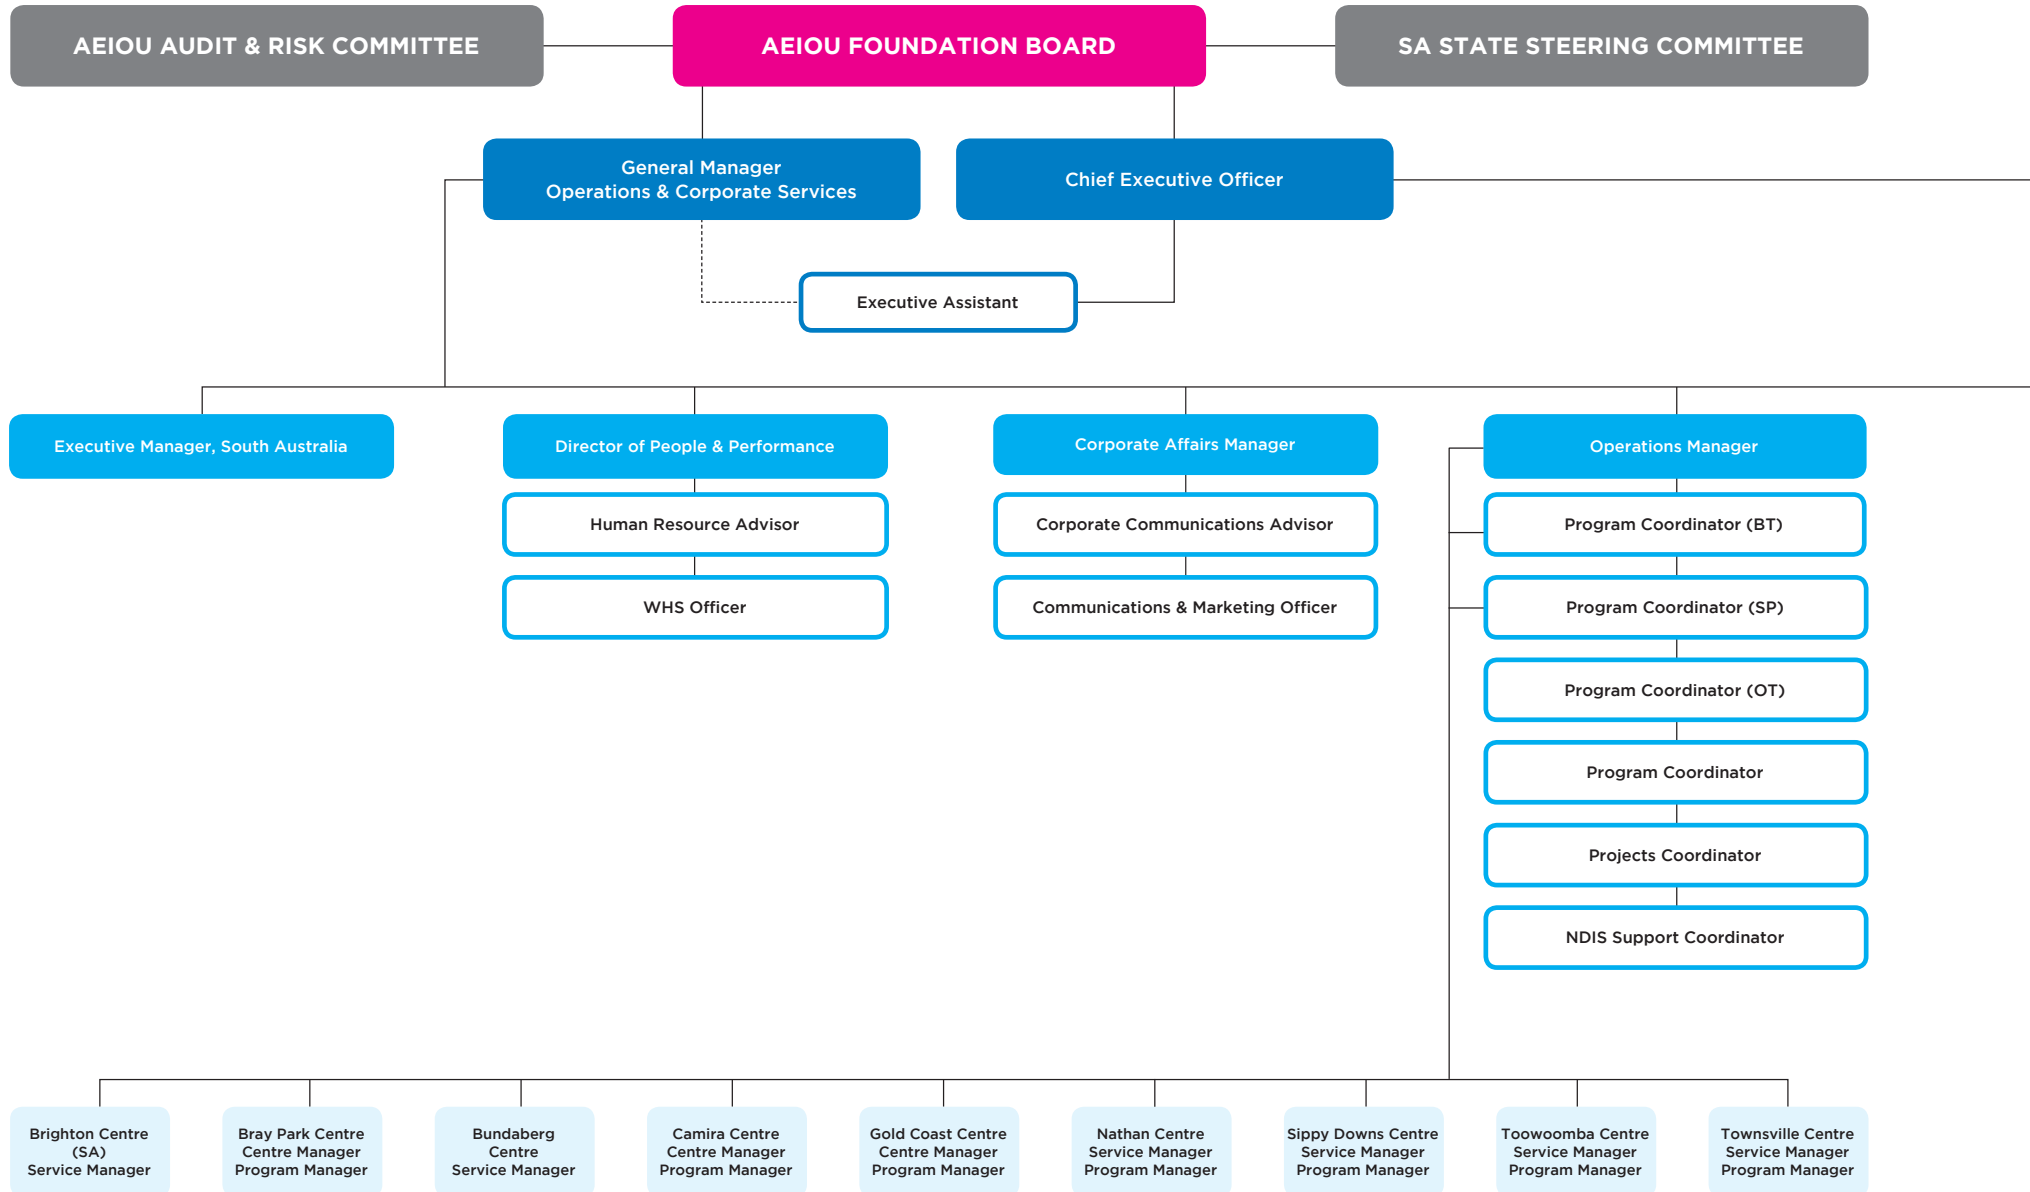 AEIOU AUDIT & RISK COMMITTEE
AEIOU FOUNDATION BOARD
SA STATE STEERING COMMITTEE
General Manager
Operations & Corporate Services
Chief Executive Officer
Executive Assistant
Executive Manager, South Australia
Director of People & Performance
Corporate Affairs Manager
Operations Manager
Human Resource Advisor
Corporate Communications Advisor
Program Coordinator (BT)
WHS Officer
Communications & Marketing Officer
Program Coordinator (SP)
Program Coordinator (OT)
Program Coordinator
Projects Coordinator
NDIS Support Coordinator
Brighton Centre
(SA)
Service Manager
Bray Park Centre
Centre Manager
Program Manager
Bundaberg
Centre
Service Manager
Camira Centre
Centre Manager
Program Manager
Gold Coast Centre
Centre Manager
Program Manager
Nathan Centre
Service Manager
Program Manager
Sippy Downs Centre
Service Manager
Program Manager
Toowoomba Centre
Service Manager
Program Manager
Townsville Centre
Service Manager
Program Manager